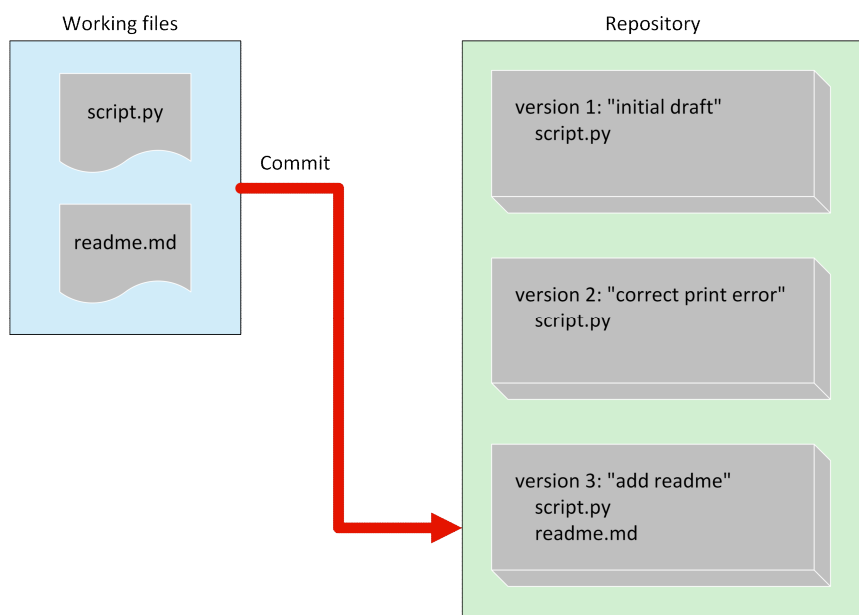 Working files
script.py
readme.md
Commit
Repository
version 1: "initial draft"
script.py
version 2: "correct print error"
script.py
version 3: "add readme"
script.py
readme.md